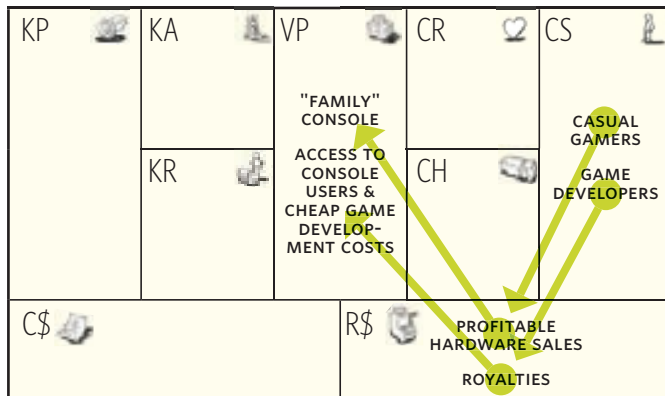 KP
KA
VP
CR
CS
"FAMILY"
CONSOLE
ACCESS TO
CONSOLE
USERS &
CHEAP GAME
DEVELOP-
MENT COSTS
CASUAL
GAMERS
GAME
DEVELOPERS
KR
CH
C$
R$
PROFITABLE
HARDWARE SALES
ROYALTIES